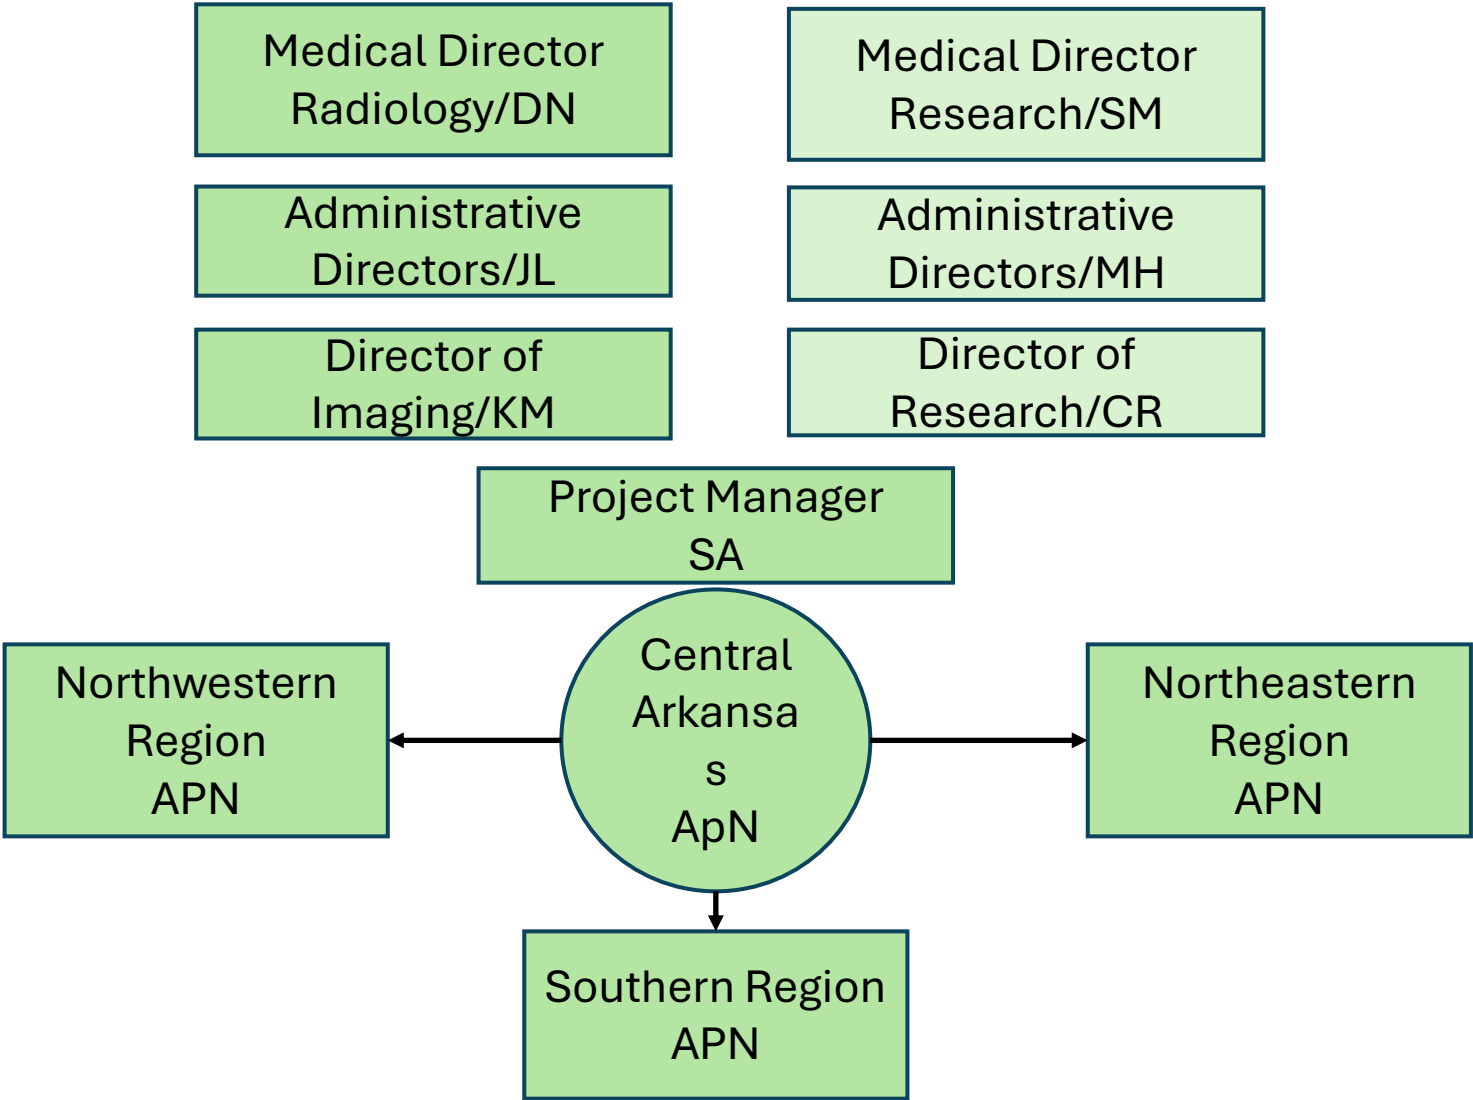 Medical Director
Radiology/DN
Medical Director
Research/SM
Administrative
Directors/JL
Administrative
Directors/MH
Director of
Imaging/KM
Director of
Research/CR
Project Manager
SA
Northwestern
Region
APN
Central
Arkansa
s
ApN
Northeastern
Region
APN
Southern Region
APN